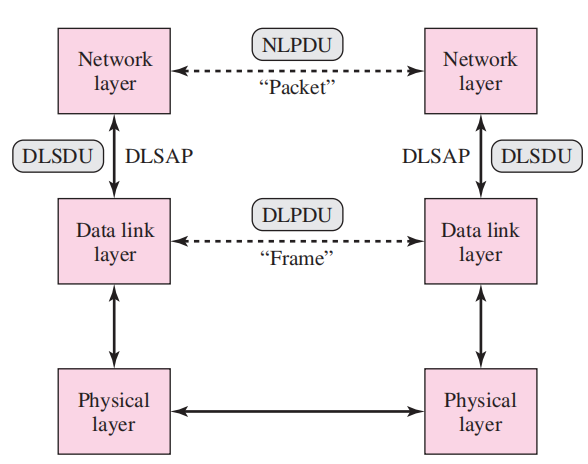 NLPDU
Network
layer
“Packet”
Network
layer
DLSDU
DLSAP
DLSAP
DLSDU
DLPDU
Data link
layer
“Frame”
Data link
layer
Physical
layer
Physical
layer